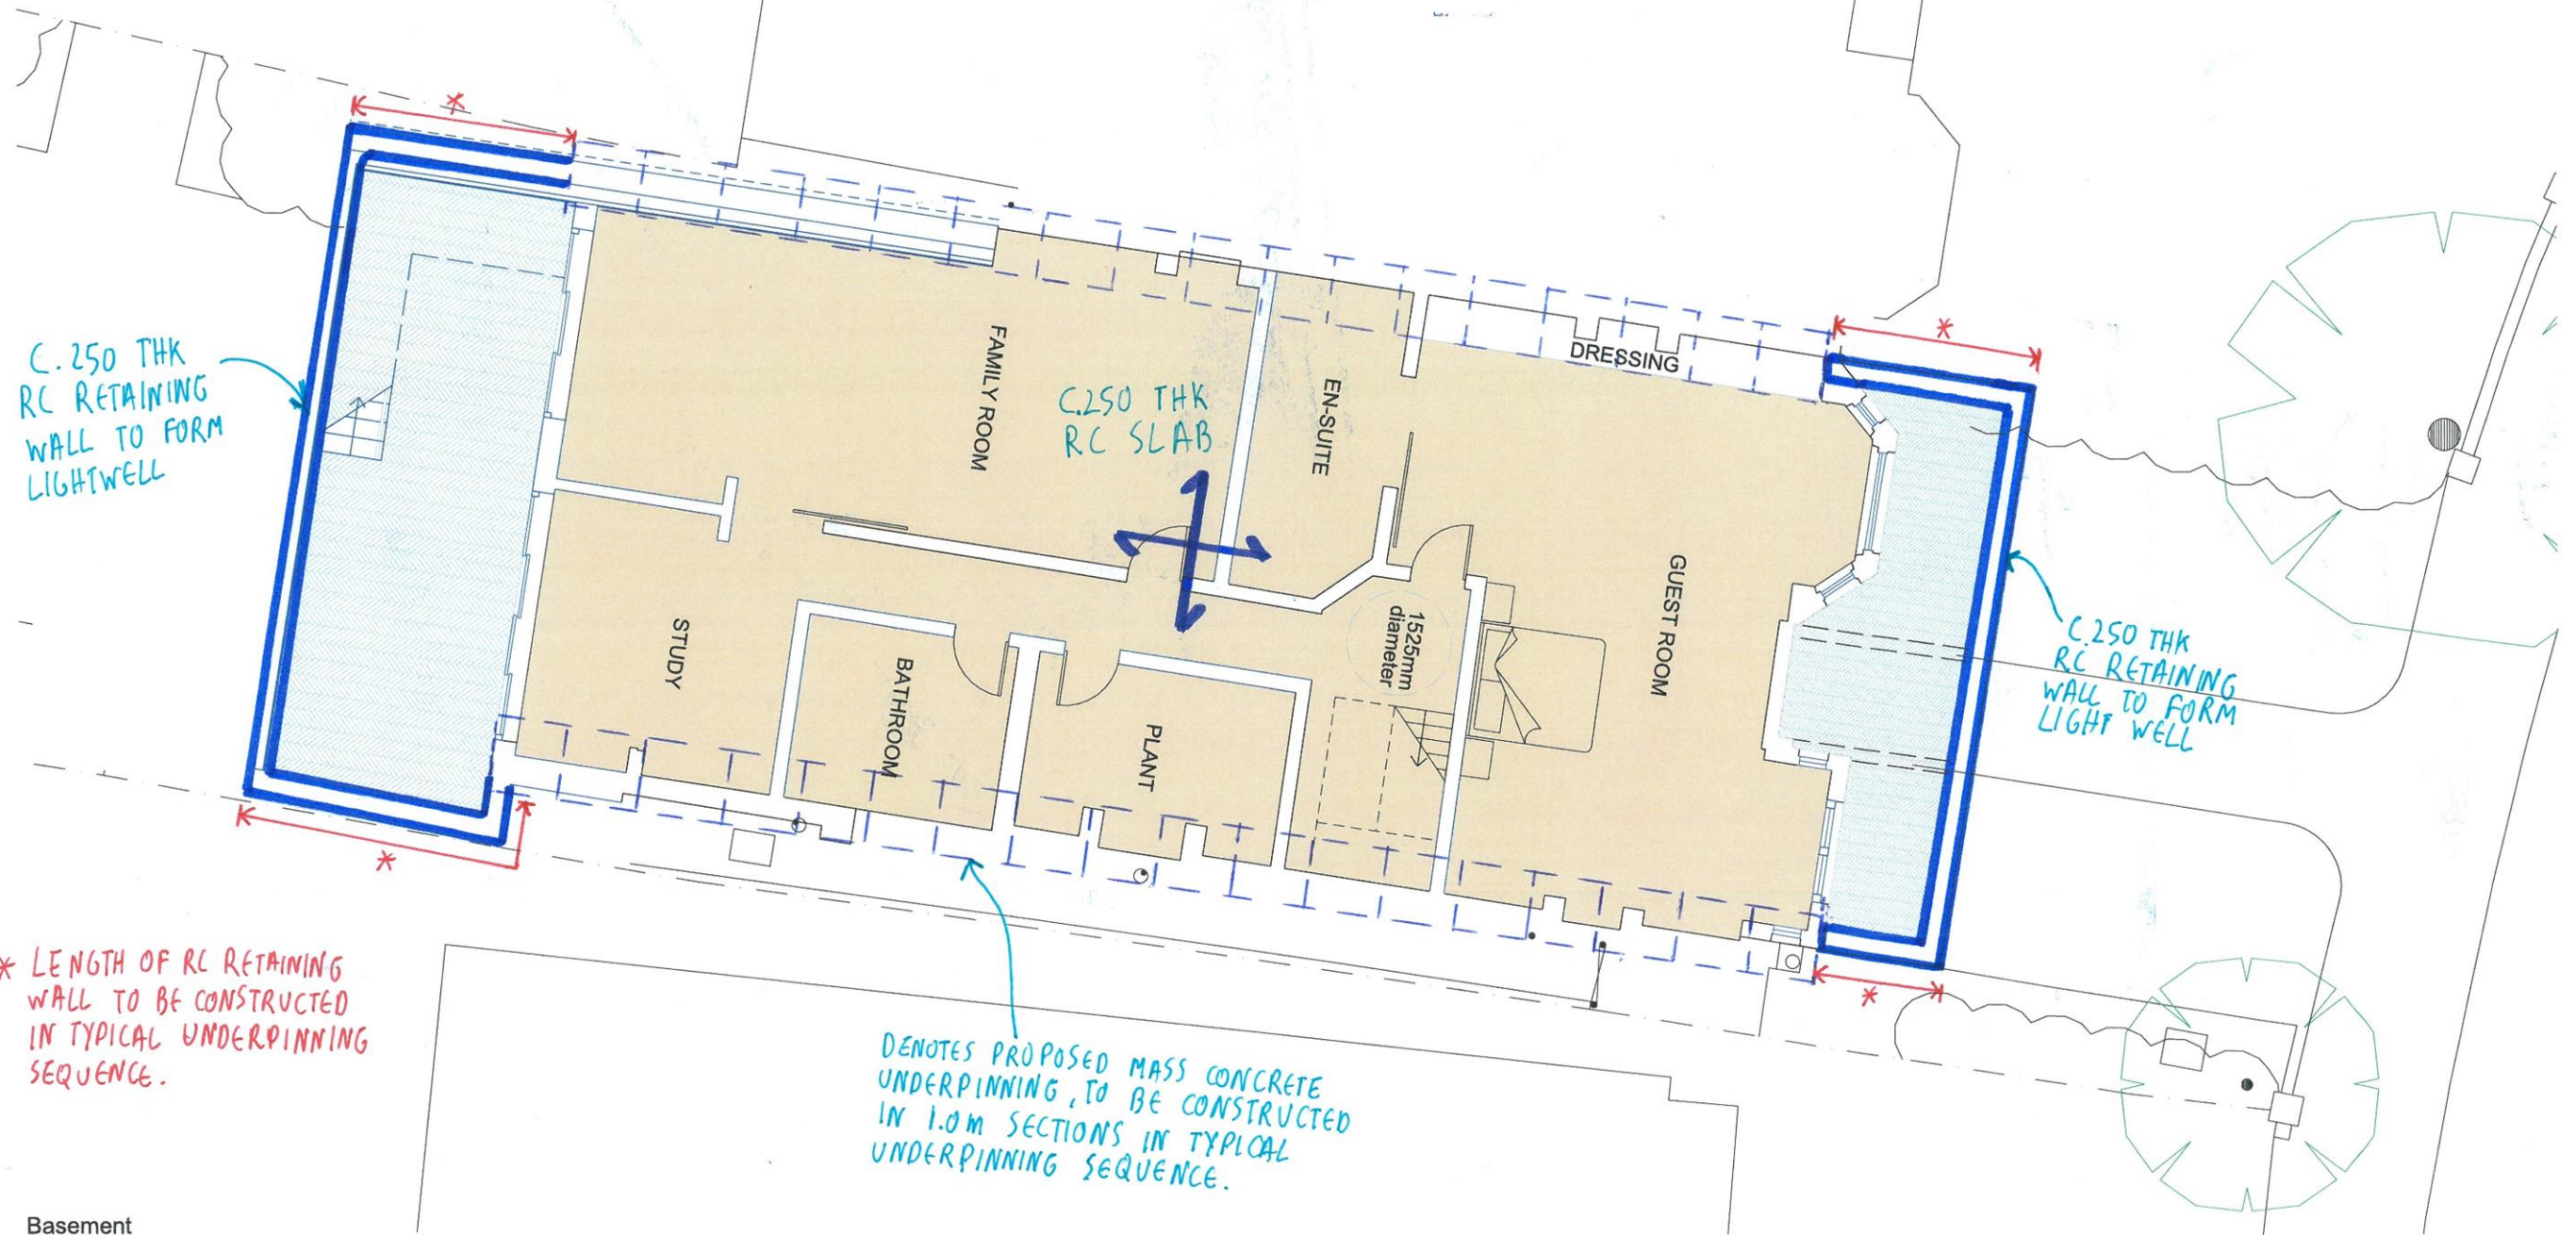 C.250 THK
RC RETAINING
WALL TO FORM
LIGHTWELL
FAMILY ROOM
C.250 THK
RC SLAB
EN-SUITE
DRESSING
GUEST ROOM
1525mm
diameter
STUDY
BATHROOM
PLANT
C.250 THK
RC RETAINING
WALL TO FORM
LIGHT WELL
* LENGTH OF RC RETAINING
WALL TO BE CONSTRUCTED
IN TYPICAL UNDERPINNING
SEQUENCE.
DENOTES PROPOSED MASS CONCRETE
UNDERPINNING, TO BE CONSTRUCTED
IN 1.0m SECTIONS IN TYPICAL
UNDERPINNING SEQUENCE.
Basement